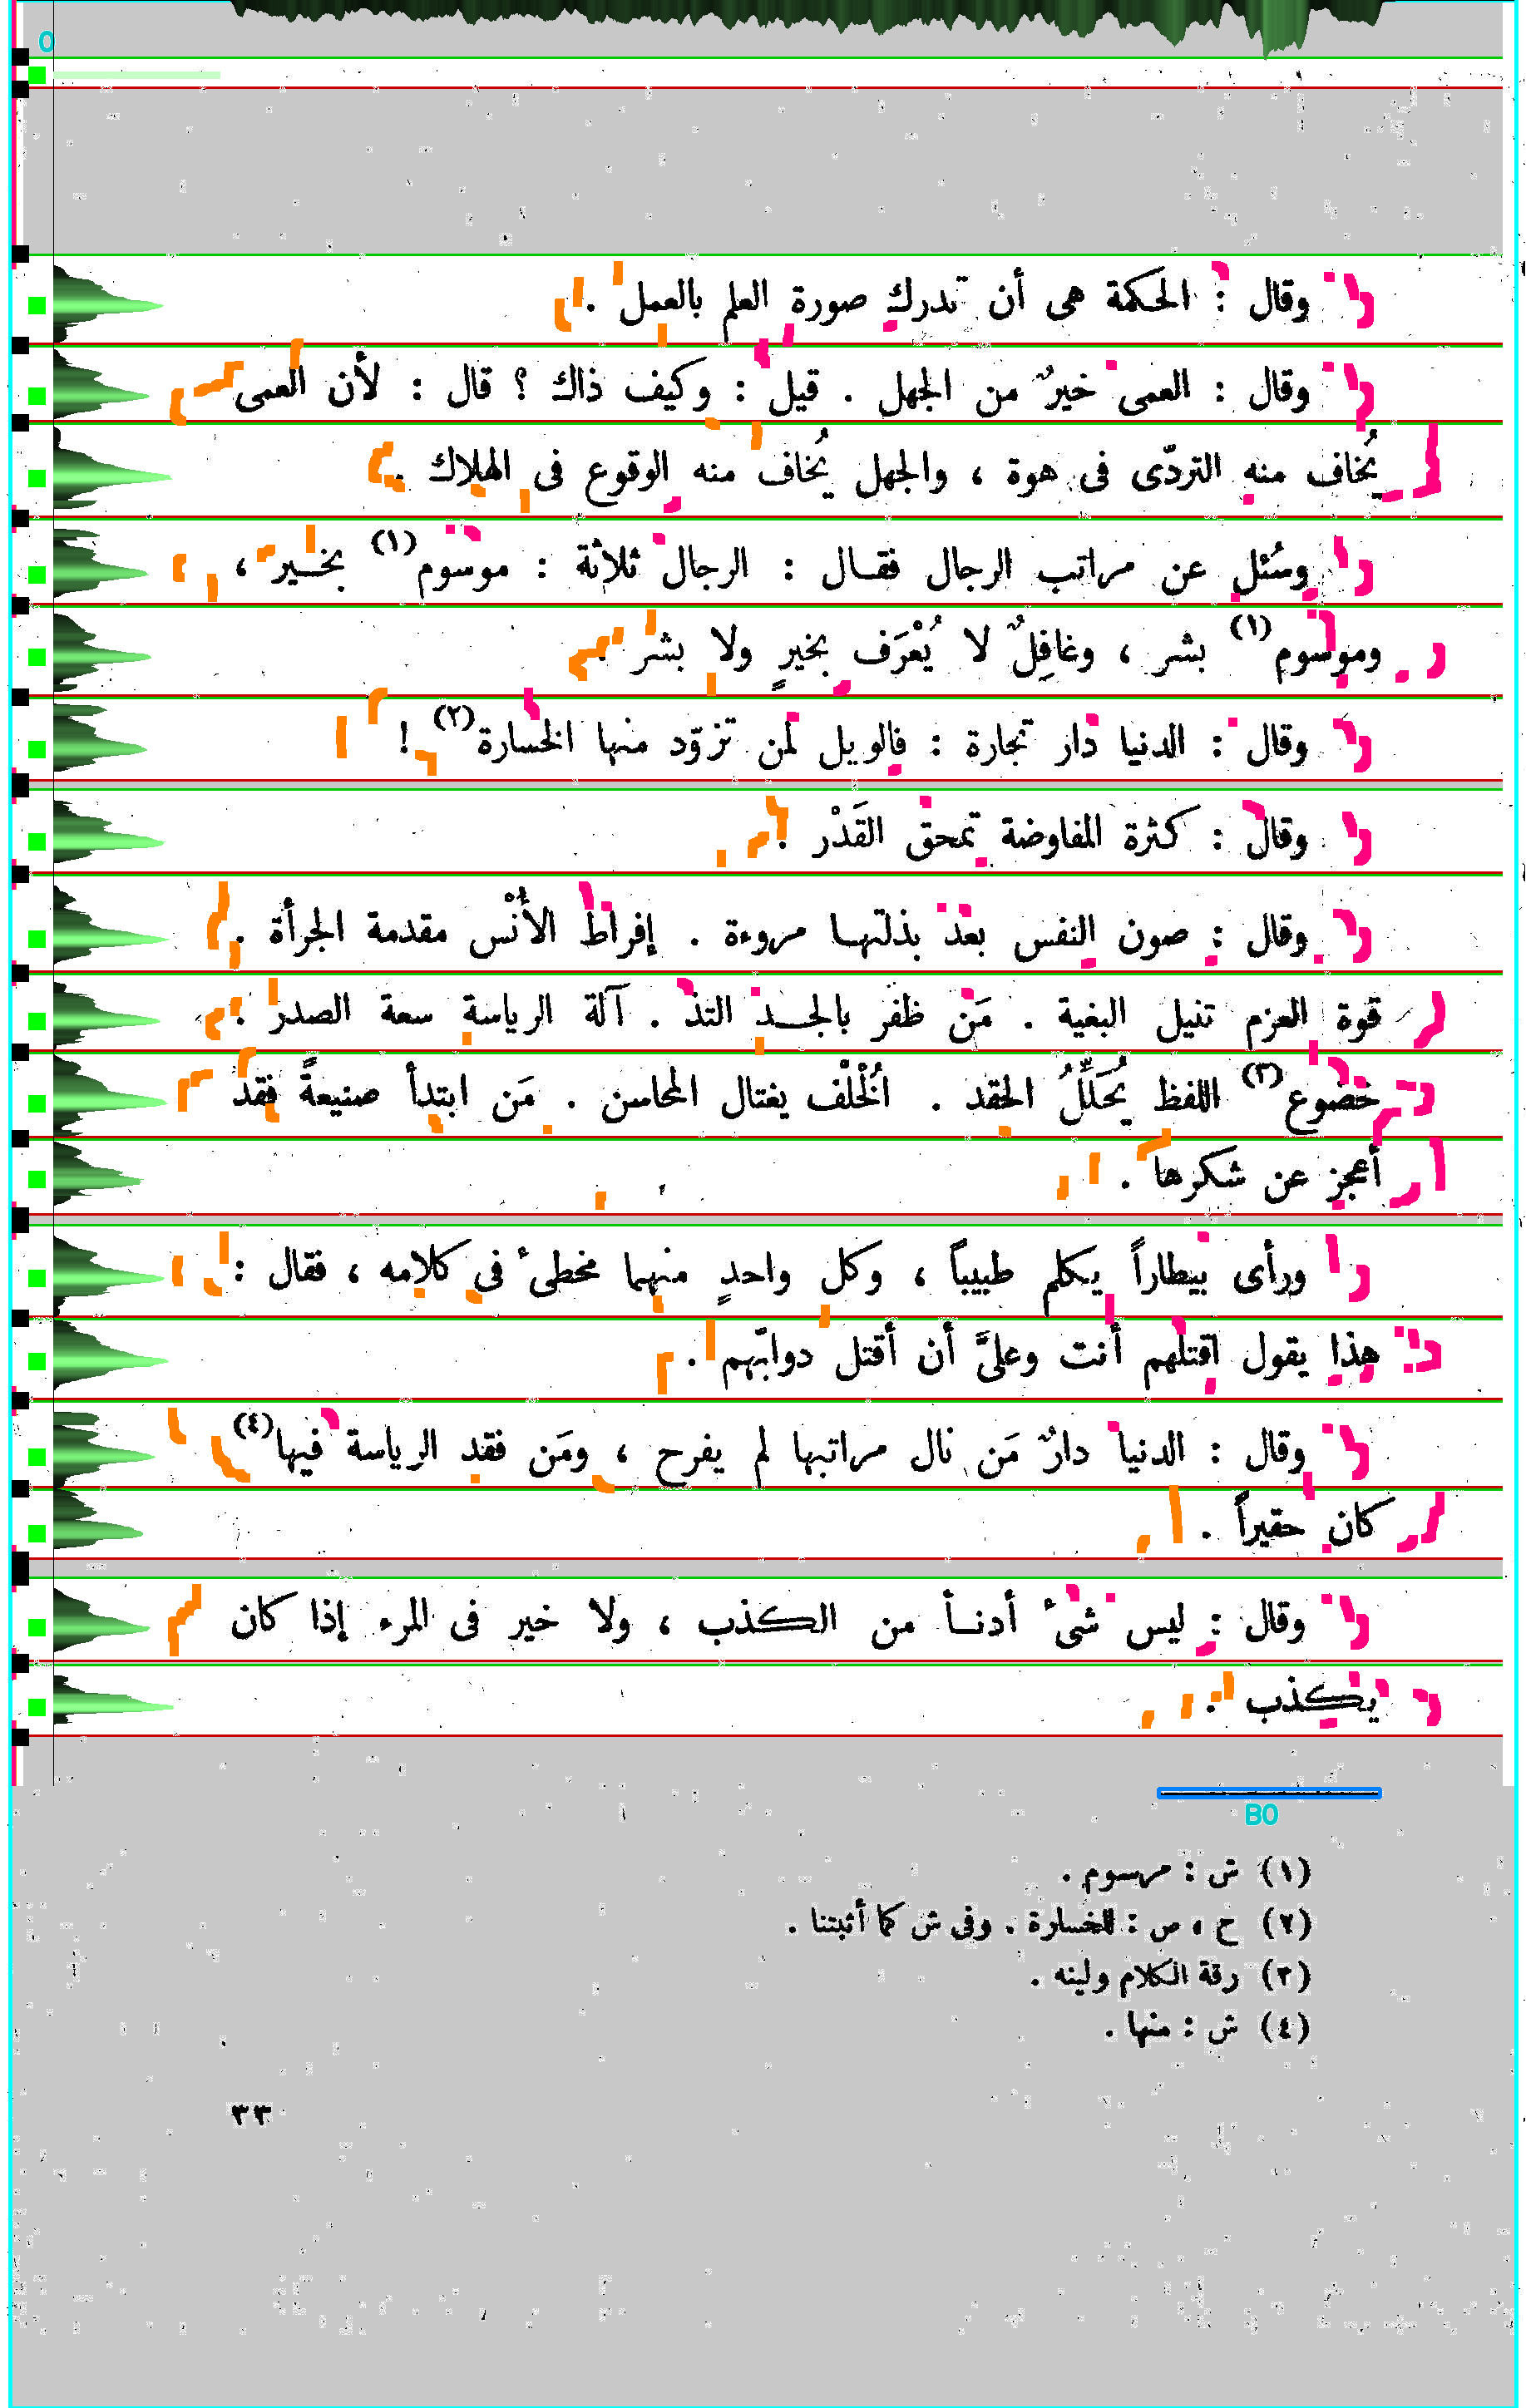 0
وقال : الحكمة هى أن تدرك صورة العلم بالعمل .
وقال : العمى خيرٌ من الجهل . قيل : وكيف ذاك ؟ قال : لأن العمى
يُخاف منه التردّى فى هوة ، والجهل يُخاف منه الوقوع فى الهلاك .
وسُئل عن مراتب الرجال فقال : الرجال ثلاثة : موسوم(١) بخير ،
وموسوم(١) بشر ، وغافِلٌ لا يُعْرَف بخيرٍ ولا بشر .
وقال : الدنيا دار تجارة : فالويل لمن تزوّد منها الخسارة(٢) !
وقال : كثرة المفاوضة تمحق القَدْر !
وقال : صون النفس بعد بذلتها مروءة . إفراط الأُنْس مقدمة الجرأة .
قوة العزم تنيل البغية . مَن ظفر بالجد التذ . آلة الرياسة سعة الصدر .
خضوع(٣) اللفظ يُحَلِّلُ الحقد . الخُلْف يغتال المحاسن . مَن ابتدأ صنيعةً فقد
أعجز عن شكرها .
ورأى بيطاراً يكلم طبيباً ، وكل واحدٍ منهما مخطئ فى كلامه ، فقال :
هذا يقول اقتلهم أنت وعلىَّ أن أقتل دوابّهم .
وقال : الدنيا دارٌ مَن نال مراتبها لم يفرح ، ومَن فقد الرياسة فيها(٤)
كان حقيراً .
وقال : ليس شئ أدنأ من الكذب ، ولا خير فى المرء إذا كان
يكذب .
B0
(١) ش : مرسوم .
(٢) ح ، ص : للخسارة . وفى ش كما أثبتنا .
(٣) رقة الكلام ولينه .
(٤) ش : منها .
٣٣